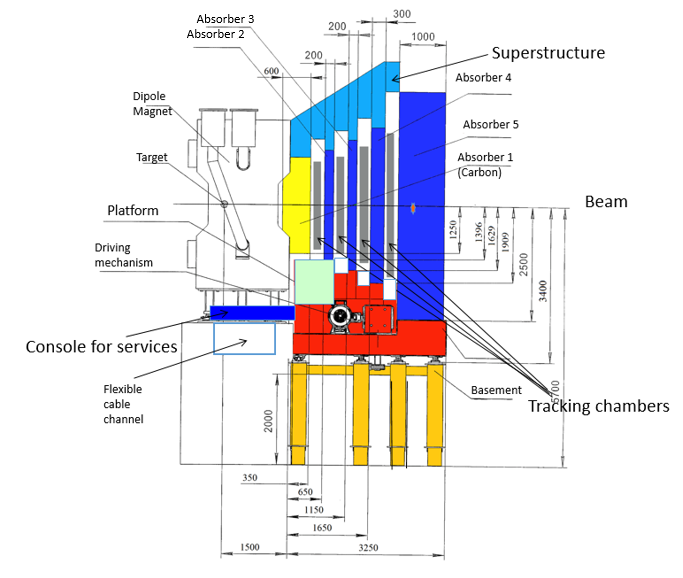 Absorber 3
Absorber 2
200
300
1000
Superstructure
200
600
Absorber 4
Dipole
Magnet
Absorber 5
Target
Absorber 1
(Carbon)
Beam
Platform
1250
1396
1629
1909
2500
3400
Driving
mechanism
Console for services
Flexible
cable
channel
Basement
Tracking chambers
2000
5700
350
650
1150
1650
1500
3250